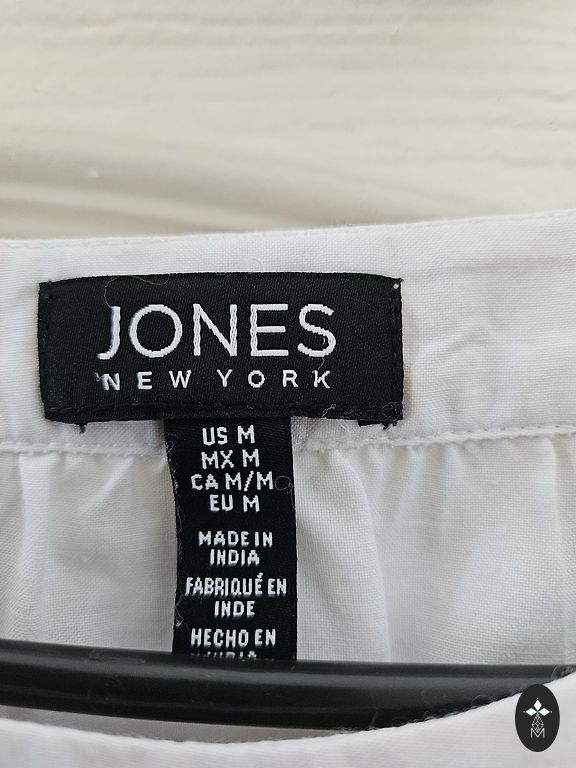 JONES
NEW YORK
US M
MX M
CA M/M
EU M
MADE IN
INDIA
FABRIQUÉ EN
INDE
HECHO EN
M